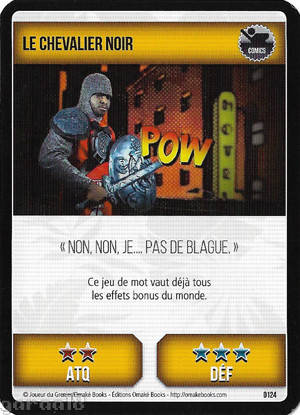 LE CHEVALIER NOIR
COMICS
POW
HOTEL
« NON, NON, JE.... PAS DE BLAGUE. »
Ce jeu de mot vaut déjà tous
les effets bonus du monde.
ATQ
DÉF
© Joueur du Grenier/Omaké Books - Éditions Omaké Books - http://omakebooks.com
D124